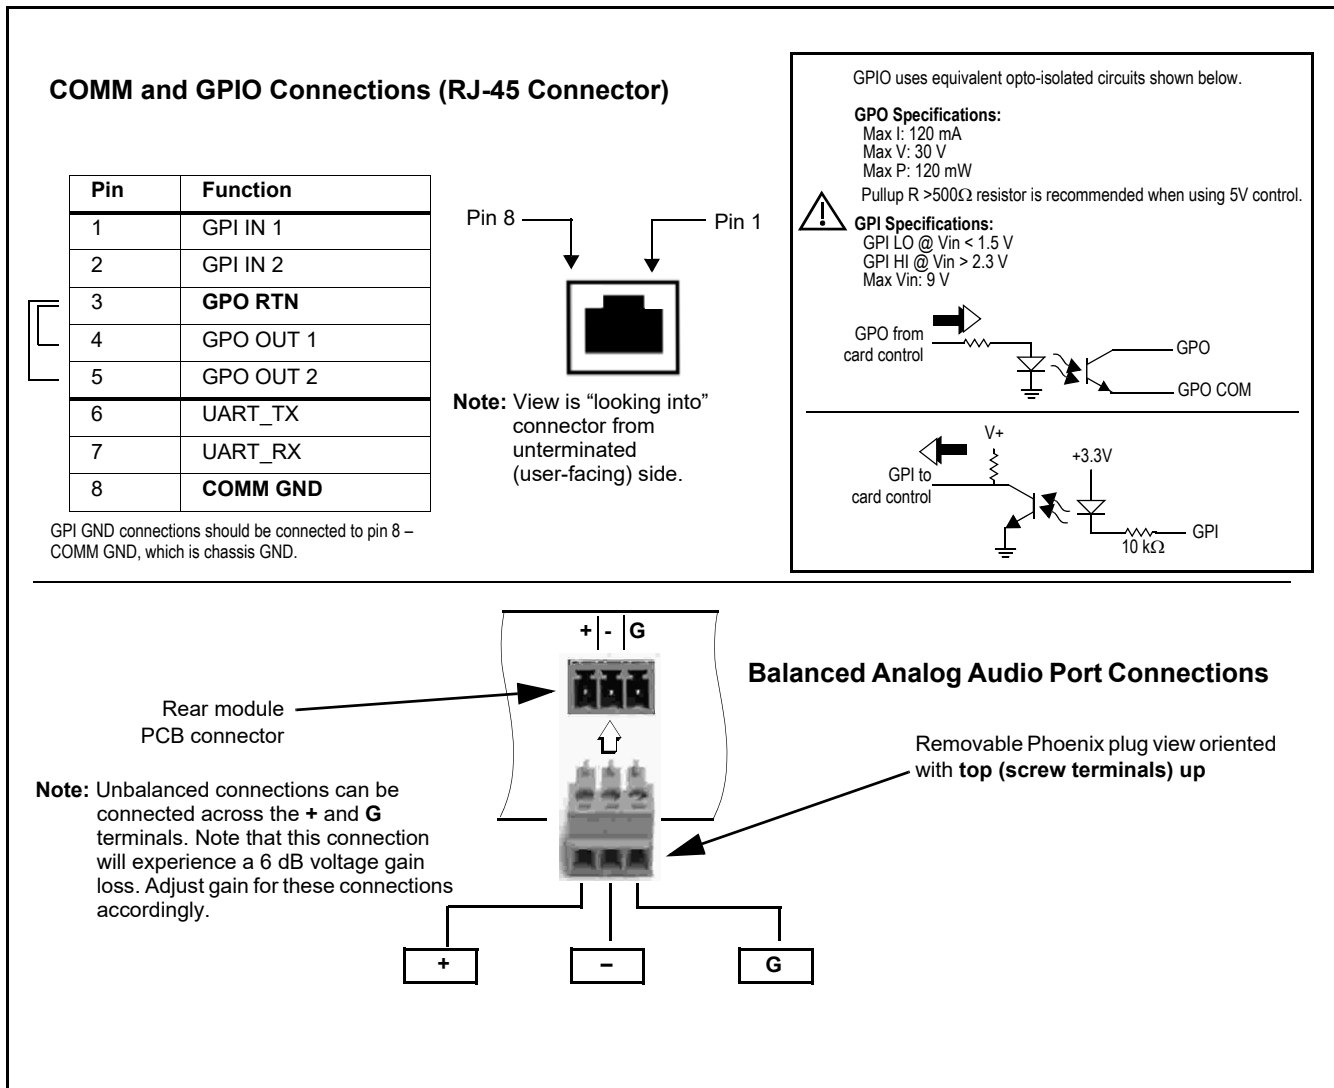 COMM and GPIO Connections (RJ-45 Connector)
Pin Function
1 GPI IN 1
2 GPI IN 2
3 GPO RTN
4 GPO OUT 1
5 GPO OUT 2
6 UART_TX
7 UART_RX
8 COMM GND
GPI GND connections should be connected to pin 8 –
COMM GND, which is chassis GND.
Pin 8
Pin 1
Note: View is “looking into”
connector from
unterminated
(user-facing) side.
GPIO uses equivalent opto-isolated circuits shown below.
GPO Specifications:
Max I: 120 mA
Max V: 30 V
Max P: 120 mW
Pullup R >500Ω resistor is recommended when using 5V control.
GPI Specifications:
GPI LO @ Vin < 1.5 V
GPI HI @ Vin > 2.3 V
Max Vin: 9 V
GPO from
card control
GPO
GPO COM
V+
+3.3V
GPI to
card control
GPI
10 kΩ
+ - G
Balanced Analog Audio Port Connections
Rear module
PCB connector
Removable Phoenix plug view oriented
with top (screw terminals) up
Note: Unbalanced connections can be
connected across the + and G
terminals. Note that this connection
will experience a 6 dB voltage gain
loss. Adjust gain for these connections
accordingly.
+
–
G